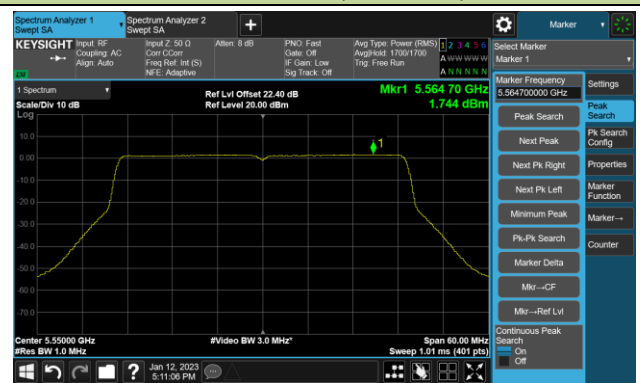 Spectrum Analyzer 1
Swept SA
Spectrum Analyzer 2
Swept SA
+
Marker
KEYSIGHT
Input: RF
Coupling: AC
Align: Auto
Input Z: 50 Ω
Corr CCorr
Freq Ref: Int (S)
NFE: Adaptive
Atten: 8 dB
PNO: Fast
Gate: Off
IF Gain: Low
Sig Track: Off
Avg Type: Power (RMS)
Avg|Hold: 1700/1700
Trig: Free Run
1 2 3 4 5 6
A W W W W W
A N N N N N
LXI
Select Marker
Marker 1
1 Spectrum
Scale/Div 10 dB
Log
Ref Lvl Offset 22.40 dB
Ref Level 20.00 dBm
Mkr1 5.564 70 GHz
1.744 dBm
10.0
0.00
-10.0
-20.0
-30.0
-40.0
-50.0
-60.0
-70.0
1
Center 5.55000 GHz
#Res BW 1.0 MHz
#Video BW 3.0 MHz*
Span 60.00 MHz
Sweep 1.01 ms (401 pts)
Marker Frequency
5.564700000 GHz
Peak Search
Next Peak
Next Pk Right
Next Pk Left
Minimum Peak
Pk-Pk Search
Marker Delta
Mkr→CF
Mkr→Ref Lvl
Continuous Peak
Search
On
Off
Settings
Peak
Search
Pk Search
Config
Properties
Marker
Function
Marker→
Counter
?
Jan 12, 2023
5:11:06 PM